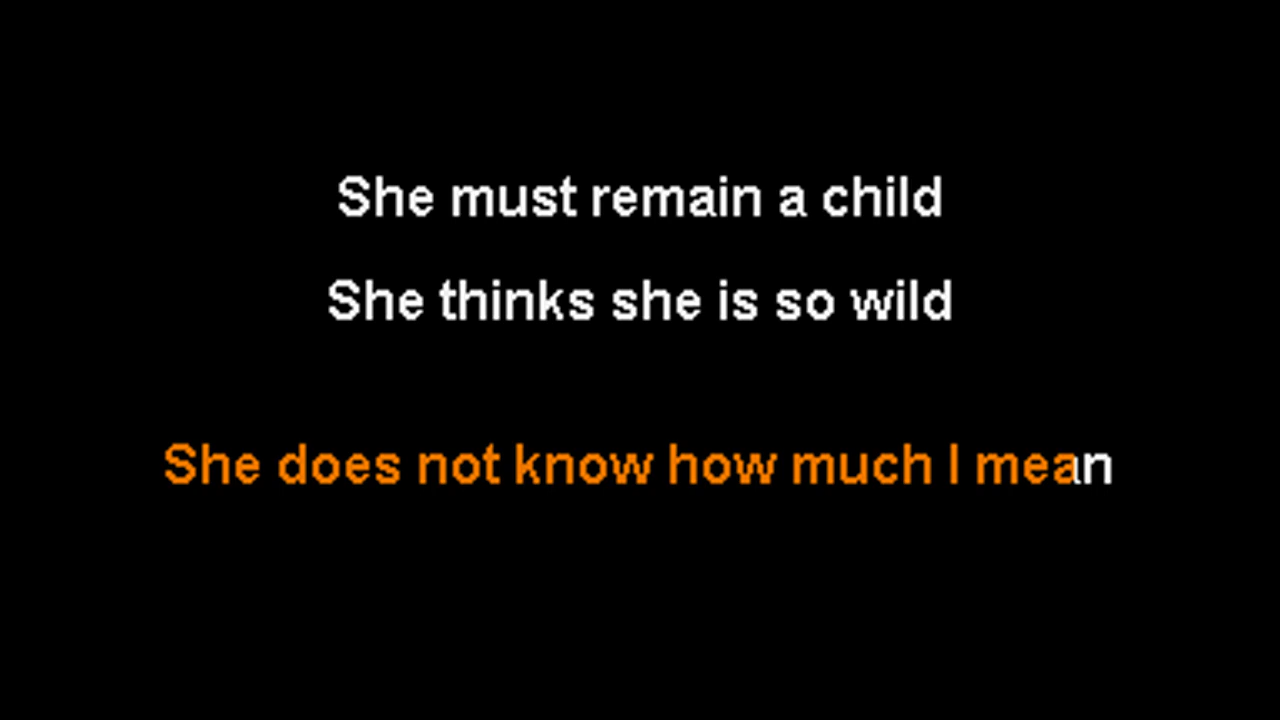 She must remain a child
She thinks she is so wild
She does not know how much I mean